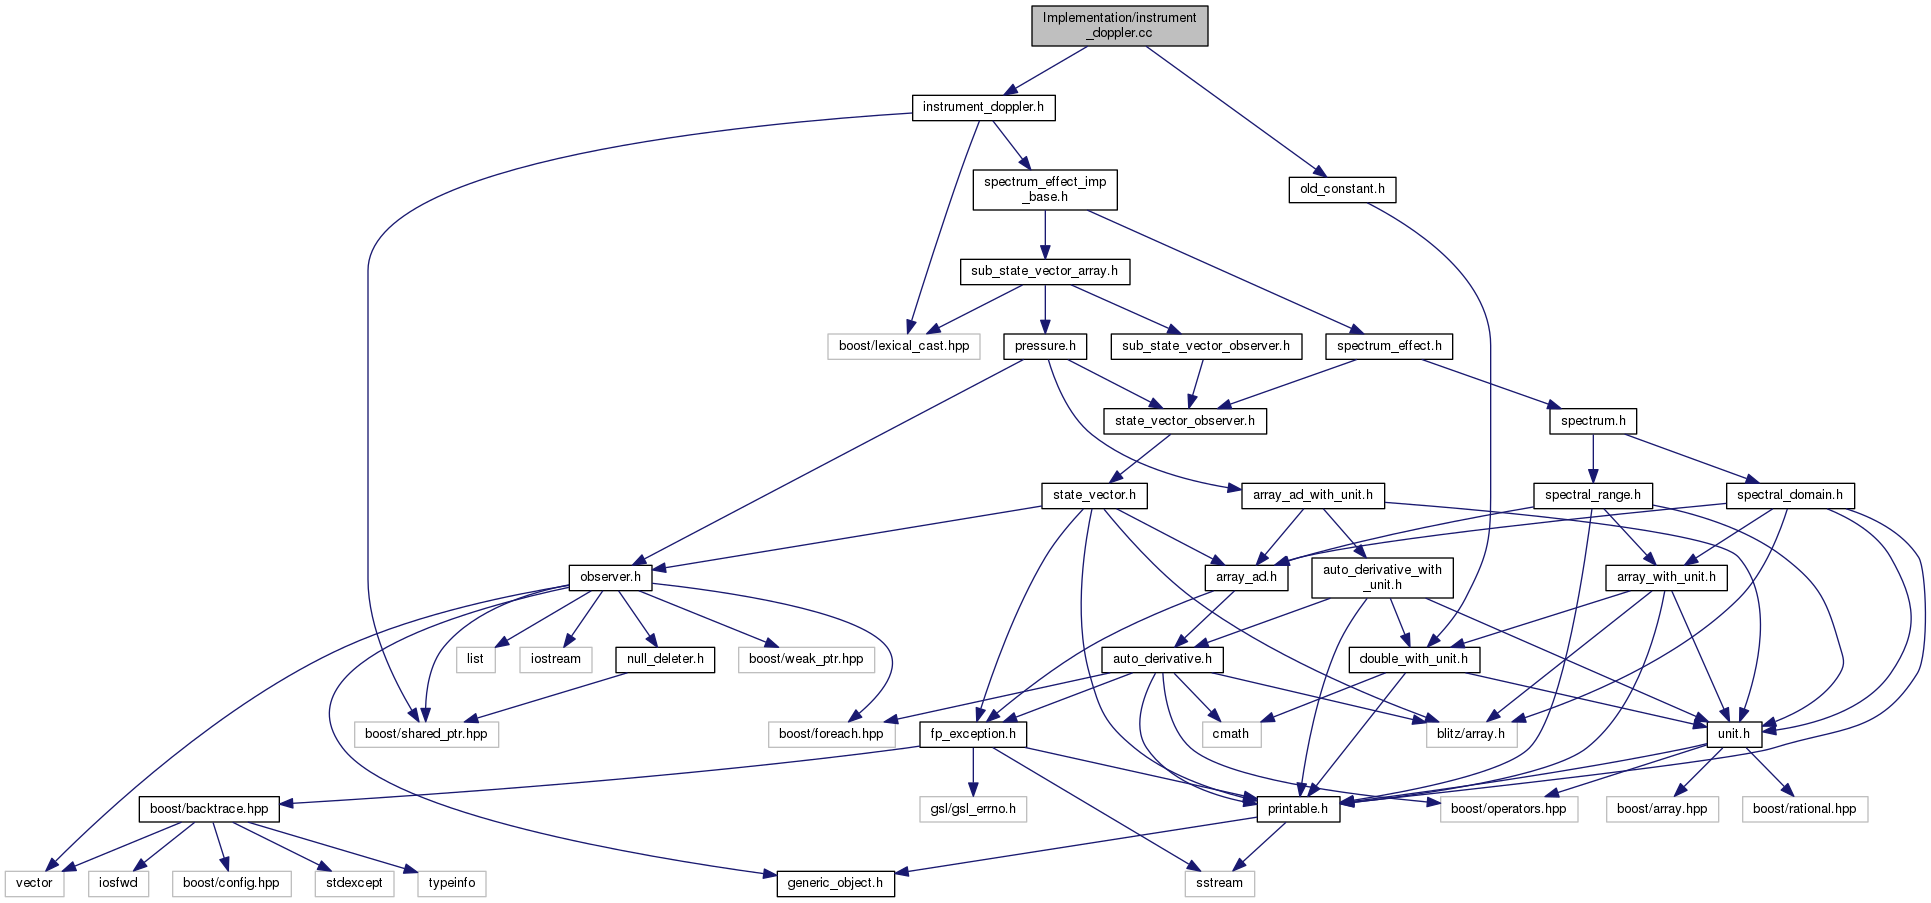 Implementation/instrument
_doppler.cc
instrument_doppler.h
spectrum_effect_imp
_base.h
old_constant.h
sub_state_vector_array.h
boost/lexical_cast.hpp
pressure.h
sub_state_vector_observer.h
spectrum_effect.h
state_vector_observer.h
spectrum.h
state_vector.h
array_ad_with_unit.h
spectral_range.h
spectral_domain.h
observer.h
array_ad.h
auto_derivative_with
_unit.h
array_with_unit.h
list
iostream
null_deleter.h
boost/weak_ptr.hpp
auto_derivative.h
double_with_unit.h
boost/shared_ptr.hpp
boost/foreach.hpp
fp_exception.h
cmath
blitz/array.h
unit.h
boost/backtrace.hpp
gsl/gsl_errno.h
printable.h
boost/operators.hpp
boost/array.hpp
boost/rational.hpp
vector
iosfwd
boost/config.hpp
stdexcept
typeinfo
generic_object.h
sstream